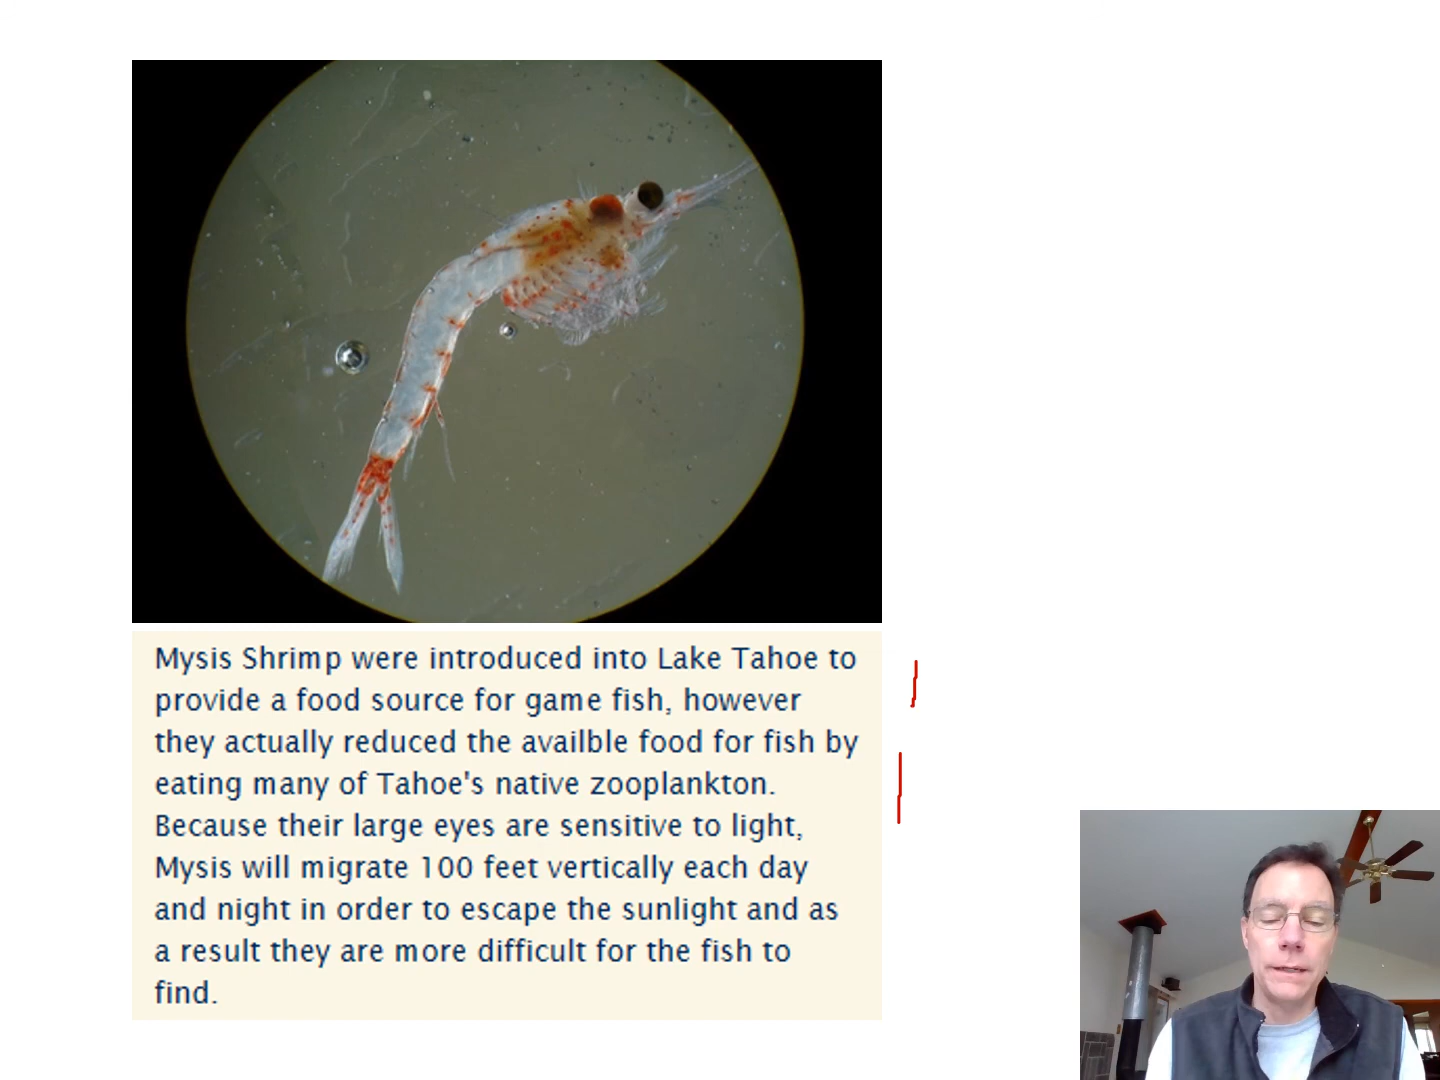 Mysis Shrimp were introduced into Lake Tahoe to
provide a food source for game fish, however
they actually reduced the availble food for fish by
eating many of Tahoe's native zooplankton.
Because their large eyes are sensitive to light,
Mysis will migrate 100 feet vertically each day
and night in order to escape the sunlight and as
a result they are more difficult for the fish to
find.